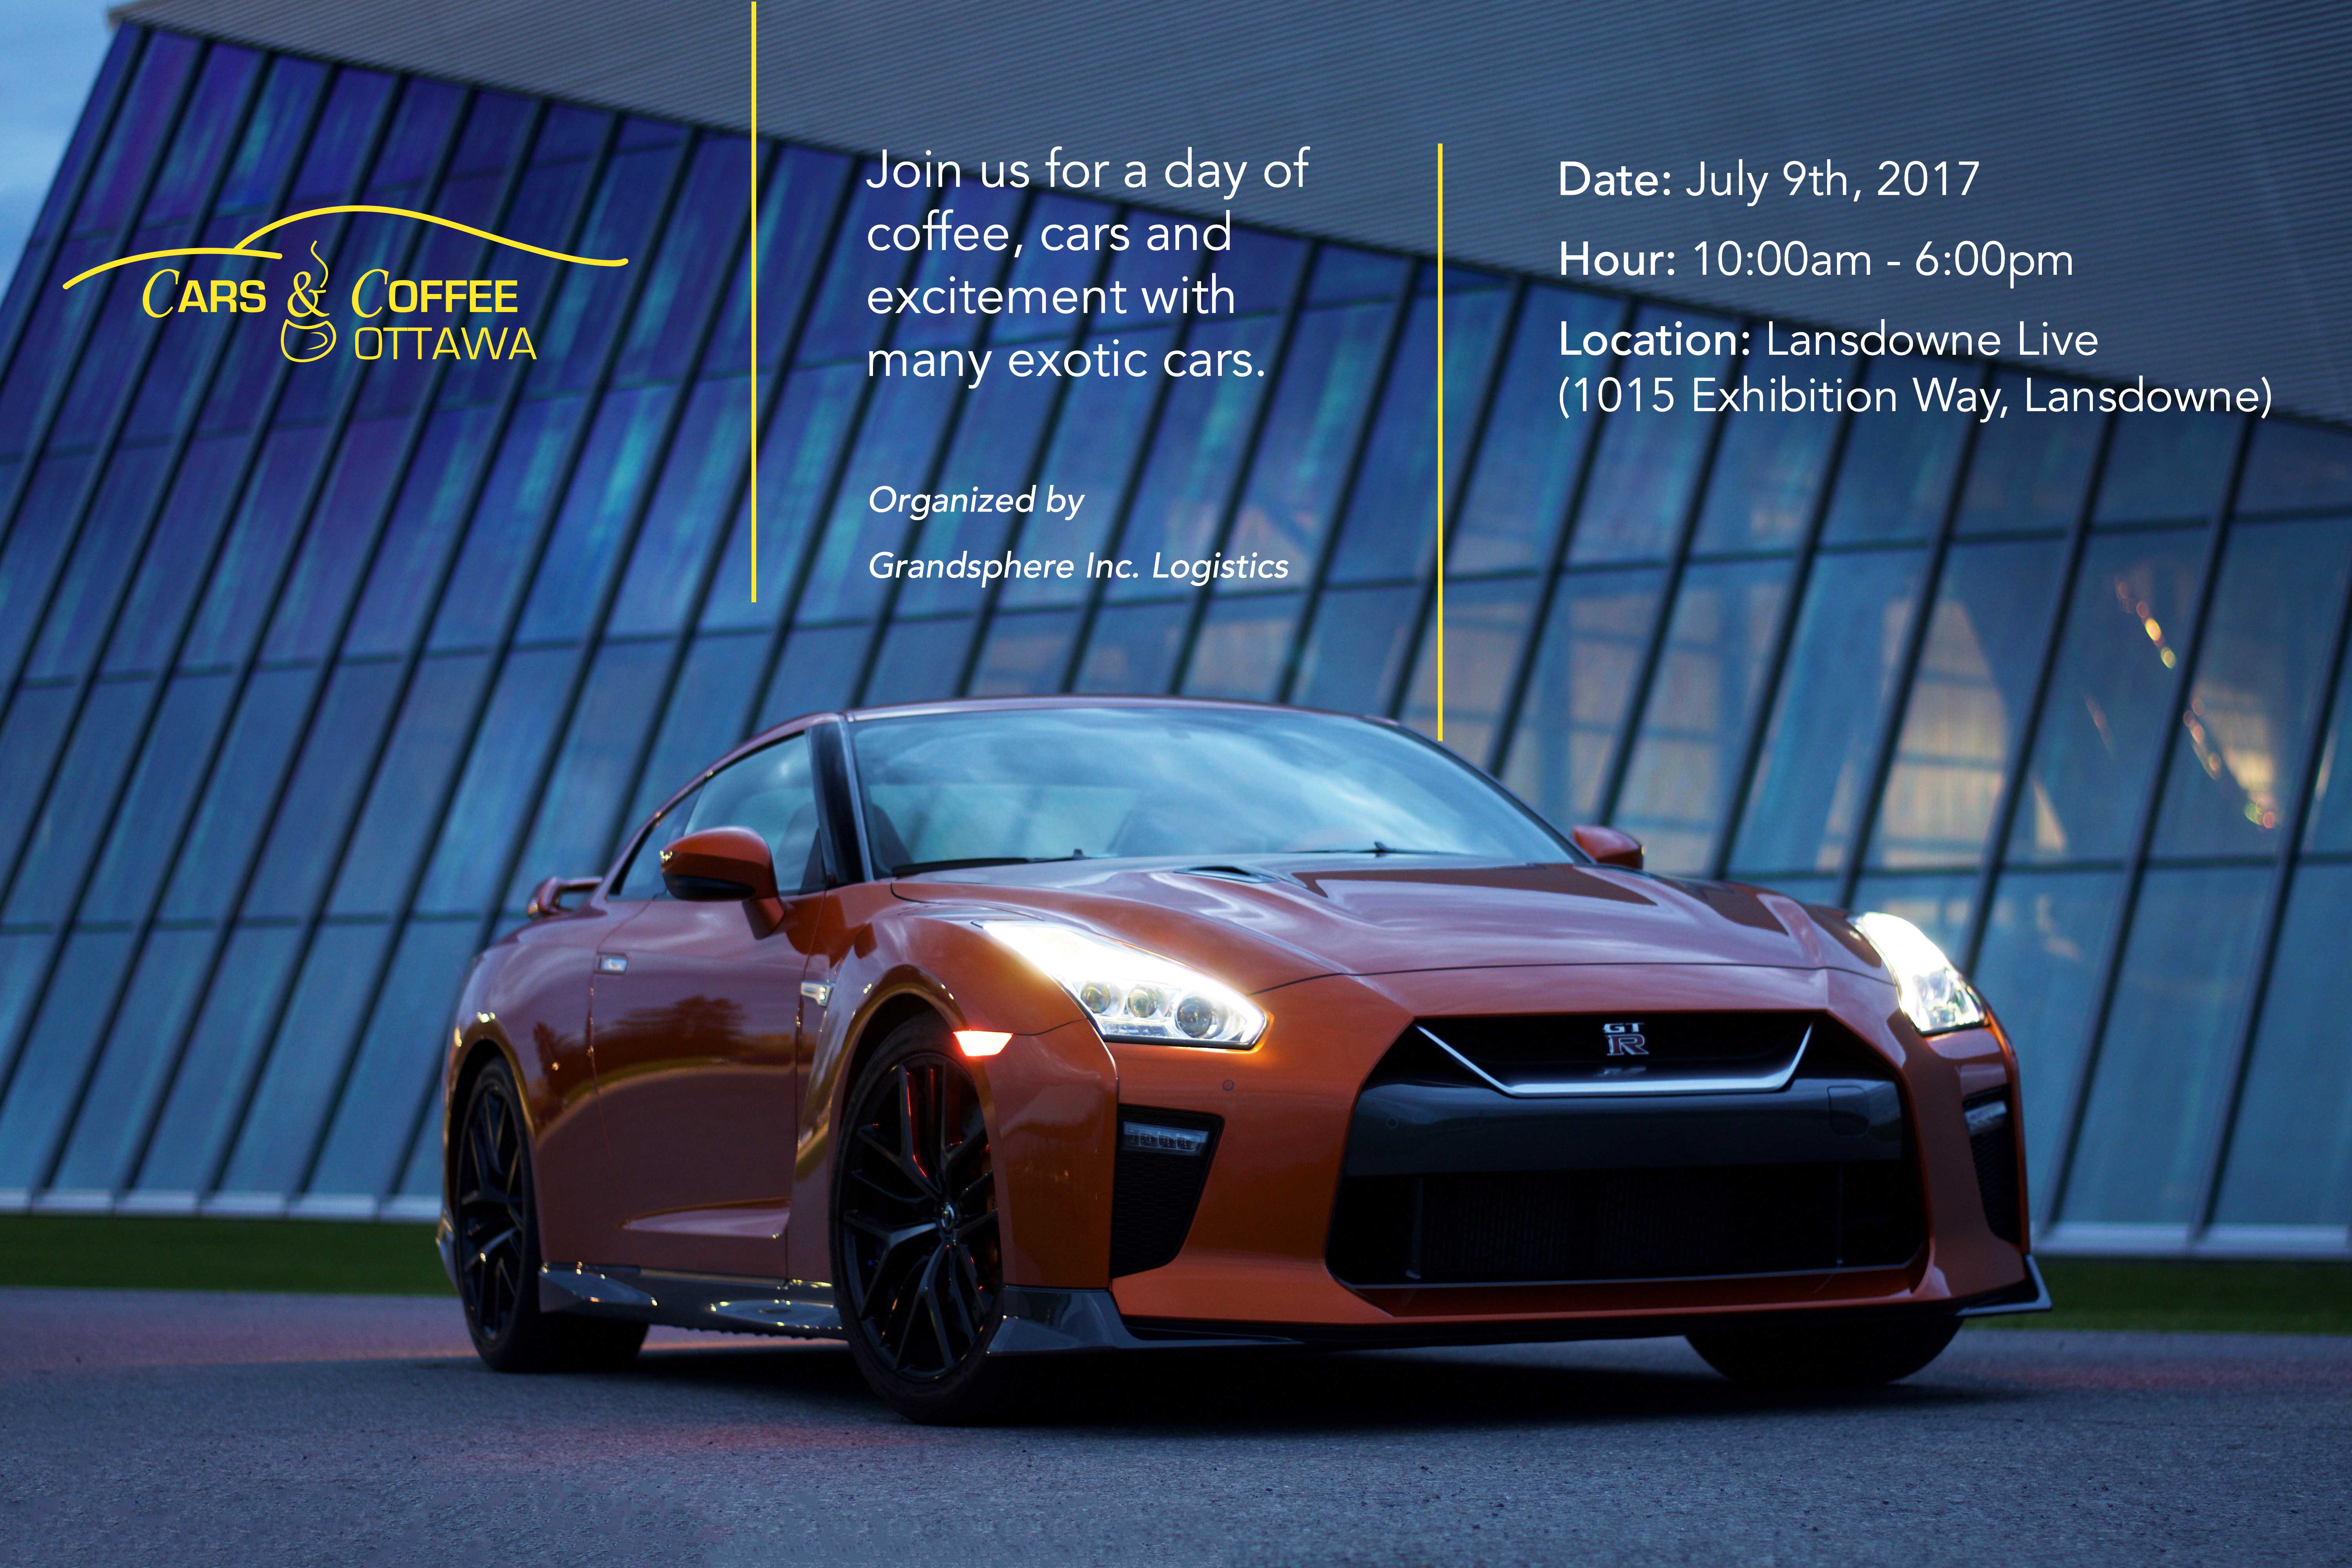 CARS & COFFEE
OTTAWA
Join us for a day of
coffee, cars and
excitement with
many exotic cars.
Organized by
Grandsphere Inc. Logistics
Date: July 9th, 2017
Hour: 10:00am - 6:00pm
Location: Lansdowne Live
(1015 Exhibition Way, Lansdowne)
GT
R